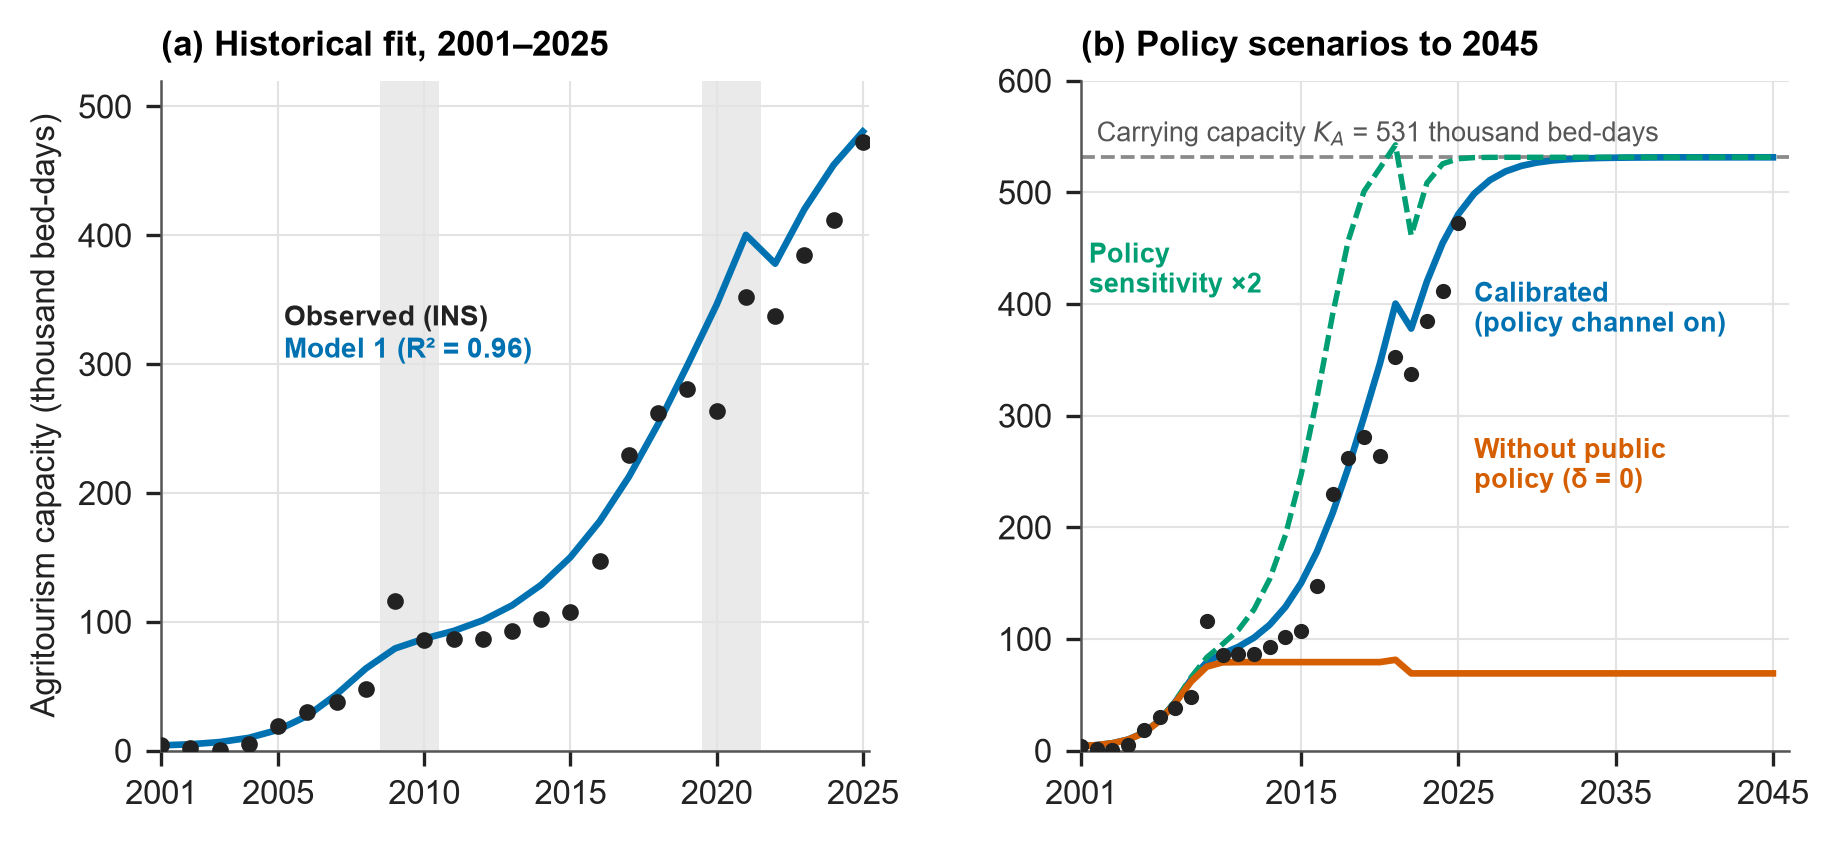 (a) Historical fit, 2001–2025
Agritourism capacity (thousand bed-days)
500
400
300
200
100
0
Observed (INS)
Model 1 (R² = 0.96)
2001
2005
2010
2015
2020
2025
(b) Policy scenarios to 2045
600
500
400
300
200
100
0
Carrying capacity K_A = 531 thousand bed-days
Policy
sensitivity ×2
Calibrated
(policy channel on)
Without public
policy (δ = 0)
2001
2015
2025
2035
2045